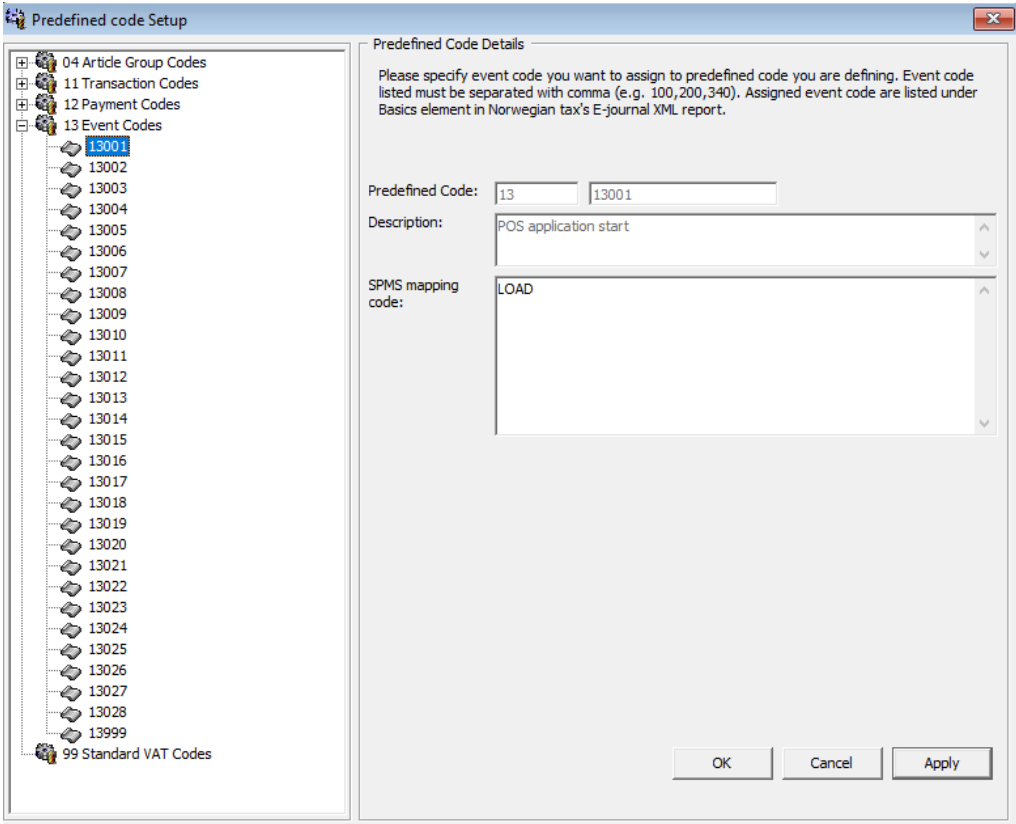 Predefined code Setup
04 Article Group Codes
11 Transaction Codes
12 Payment Codes
13 Event Codes
13001
13002
13003
13004
13005
13006
13007
13008
13009
13010
13011
13012
13013
13014
13015
13016
13017
13018
13019
13020
13021
13022
13023
13024
13025
13026
13027
13028
13999
99 Standard VAT Codes
Predefined Code Details
Please specify event code you want to assign to predefined code you are defining. Event code
listed must be separated with comma (e.g. 100,200,340). Assigned event code are listed under
Basics element in Norwegian tax's E-journal XML report.
Predefined Code: 13 13001
Description: POS application start
SPMS mapping
code:
LOAD
OK Cancel Apply